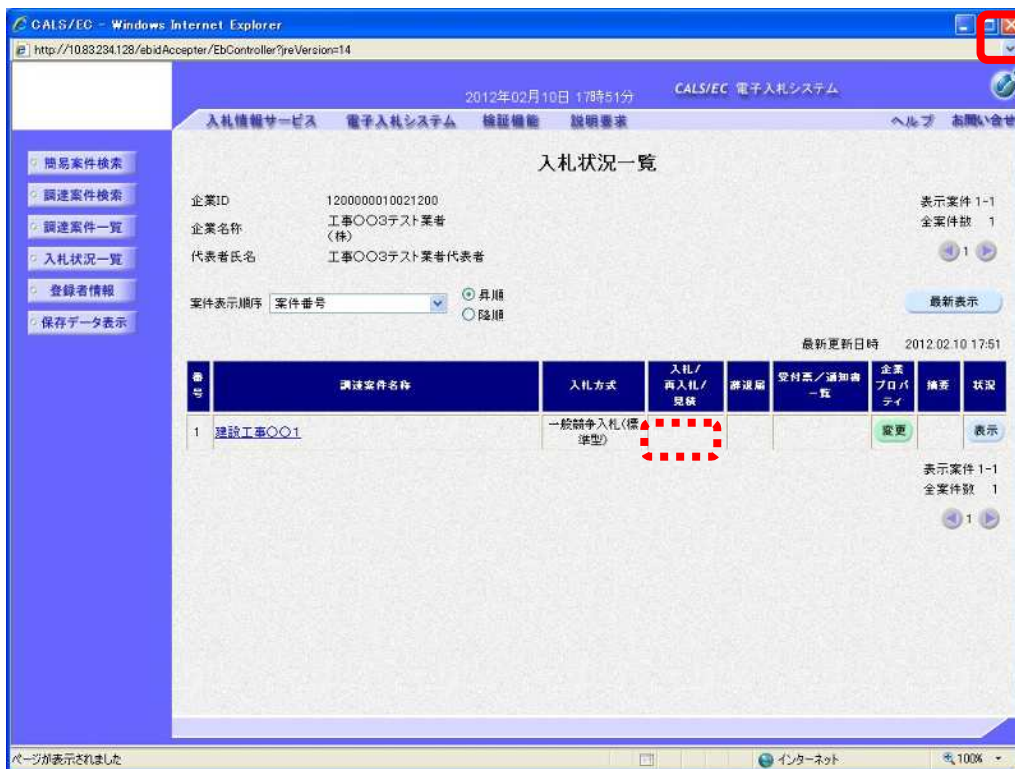 CALS/EC - Windows Internet Explorer
http://10.83.234.128/ebidAccepter/EbController?jreVersion=14
2012年02月10日 17時51分
CALS/EC 電子入札システム
入札情報サービス 電子入札システム 検証機能 説明要求 ヘルプ お問い合せ
簡易案件検索
調達案件検索
調達案件一覧
入札状況一覧
登録者情報
保存データ表示
入札状況一覧
企業ID 1200000010021200
企業名称 工事○○3テスト業者
(株)
代表者氏名 工事○○3テスト業者代表者
表示案件 1-1
全案件数 1
1
案件表示順序 案件番号
昇順
降順
最新表示
最新更新日時 2012.02.10 17:51
番号 調達案件名称 入札方式 入札/再入札/見積 辞退届 受付票/通知書一覧 企業プロパティ 摘要 状況
1 建設工事○○1 一般競争入札(標準型) 変更 表示
表示案件 1-1
全案件数 1
1
ページが表示されました インターネット 100%